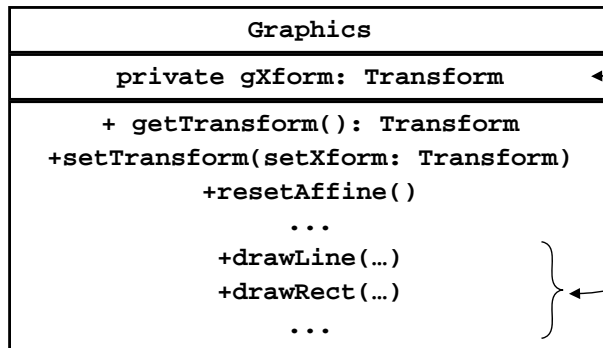 Graphics
private gXform: Transform
+ getTransform(): Transform
+setTransform(setXform: Transform)
+resetAffine()
...
+drawLine(…)
+drawRect(…)
...